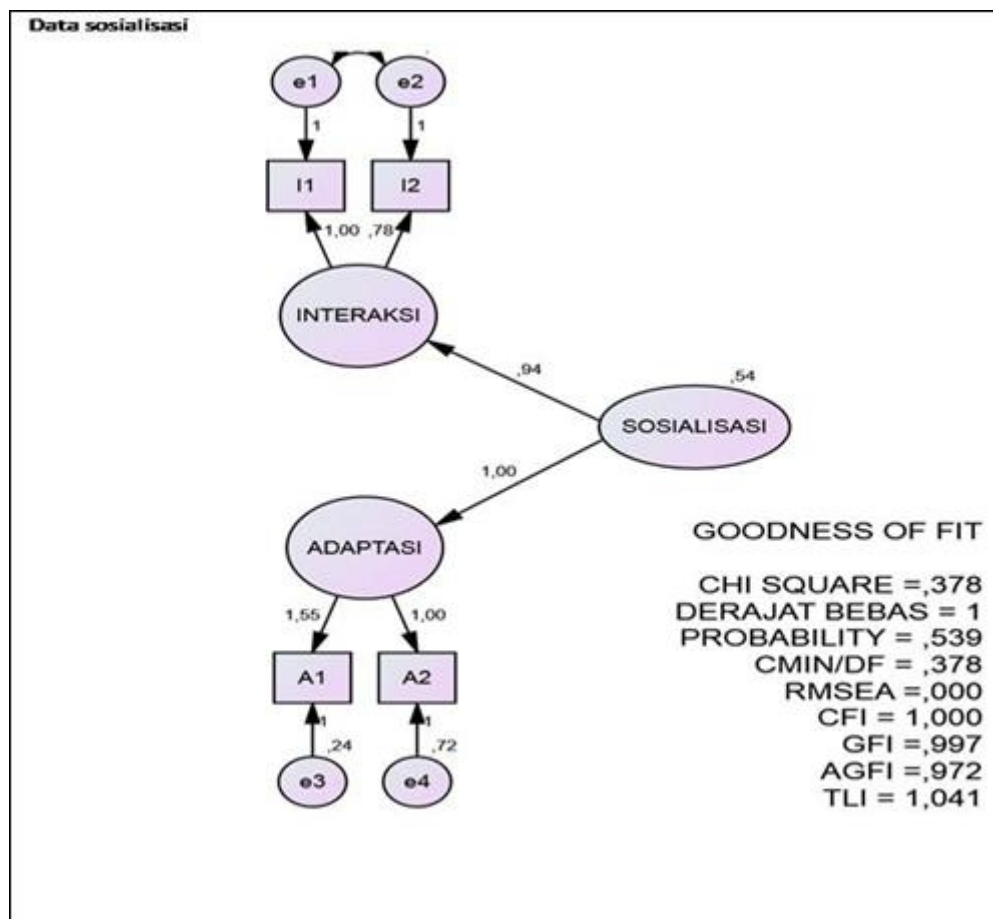 Data sosialisasi
e1 e2
1 1
I1 I2
1,00 ,78
INTERAKSI
,94
,54
SOSIALISASI
1,00
ADAPTASI
1,55 1,00
A1 A2
1 1
,24 ,72
e3 e4
GOODNESS OF FIT
CHI SQUARE =,378
DERAJAT BEBAS = 1
PROBABILITY = ,539
CMIN/DF = ,378
RMSEA =,000
CFI = 1,000
GFI =,997
AGFI =,972
TLI = 1,041